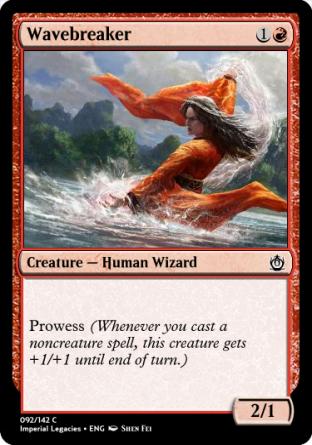 Wavebreaker 1
Creature — Human Wizard
Prowess (Whenever you cast a
noncreature spell, this creature gets
+1/+1 until end of turn.)
2/1
092/142 C
Imperial Legacies • ENG Shen Fei